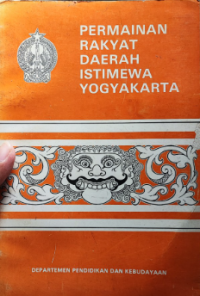 PERMAINAN
RAKYAT
DAERAH
ISTIMEWA
YOGYAKARTA
DEPARTEMEN PENDIDIKAN DAN KEBUDAYAAN